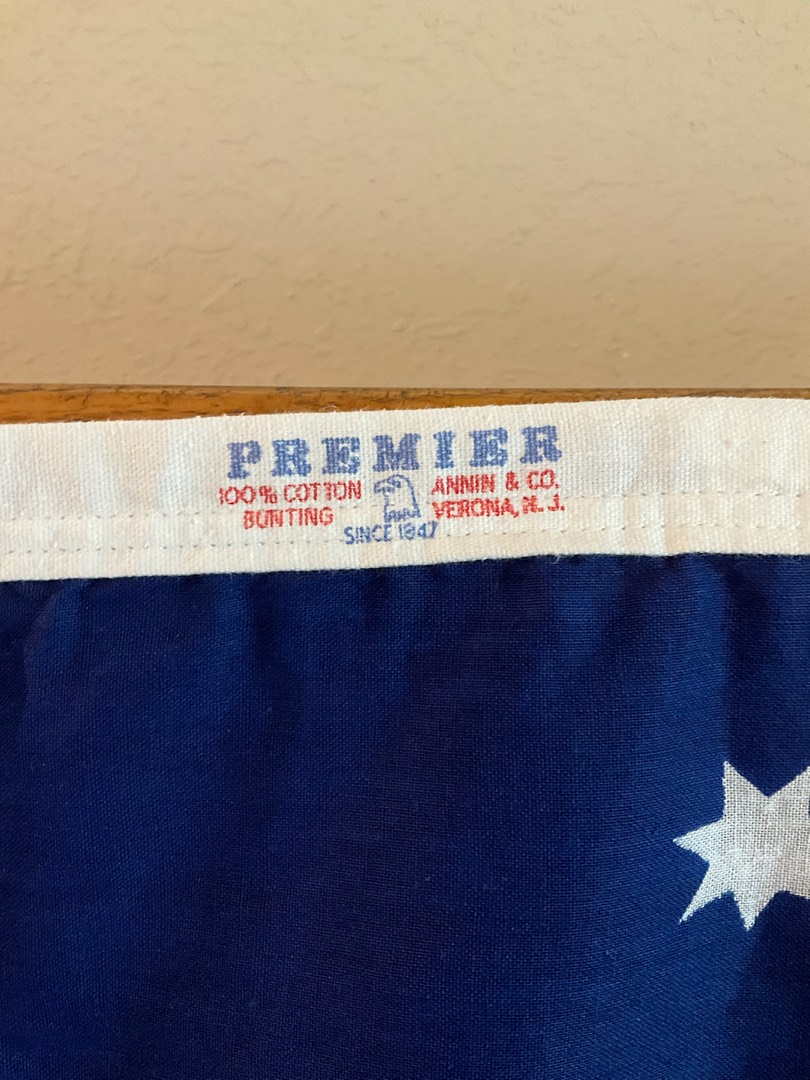 PREMIER
100% COTTON ANNIN & CO.
BUNTING VERONA, N. J.
SINCE 1847